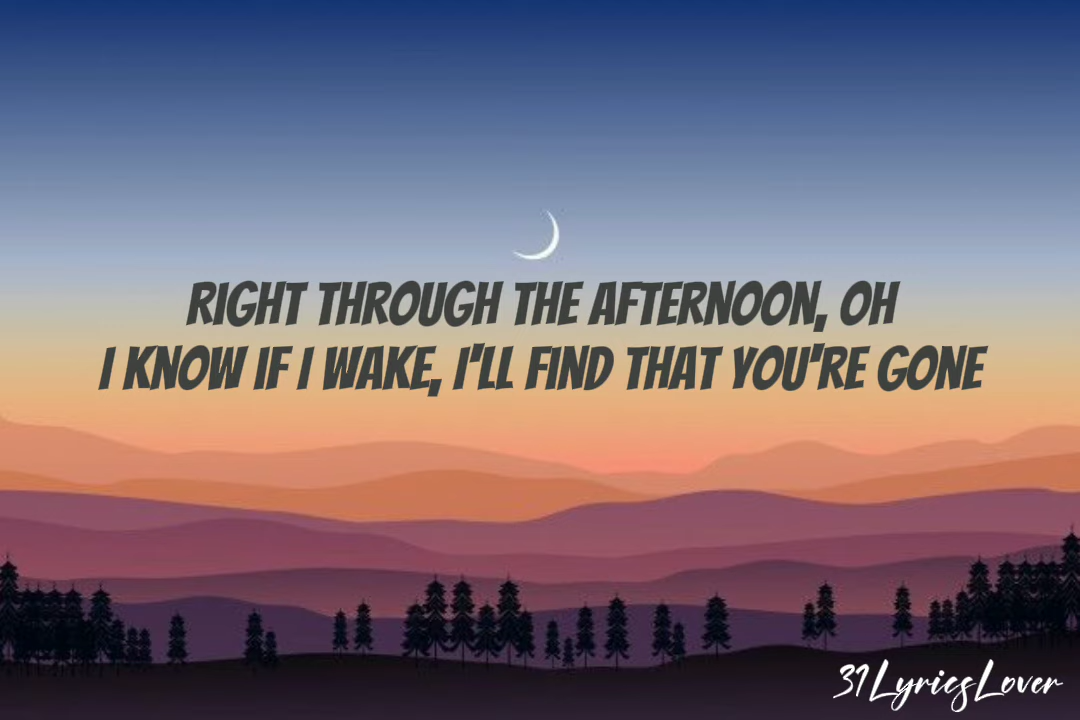 RIGHT THROUGH THE AFTERNOON, OH
I KNOW IF I WAKE, I'LL FIND THAT YOU'RE GONE
31LyricsLover